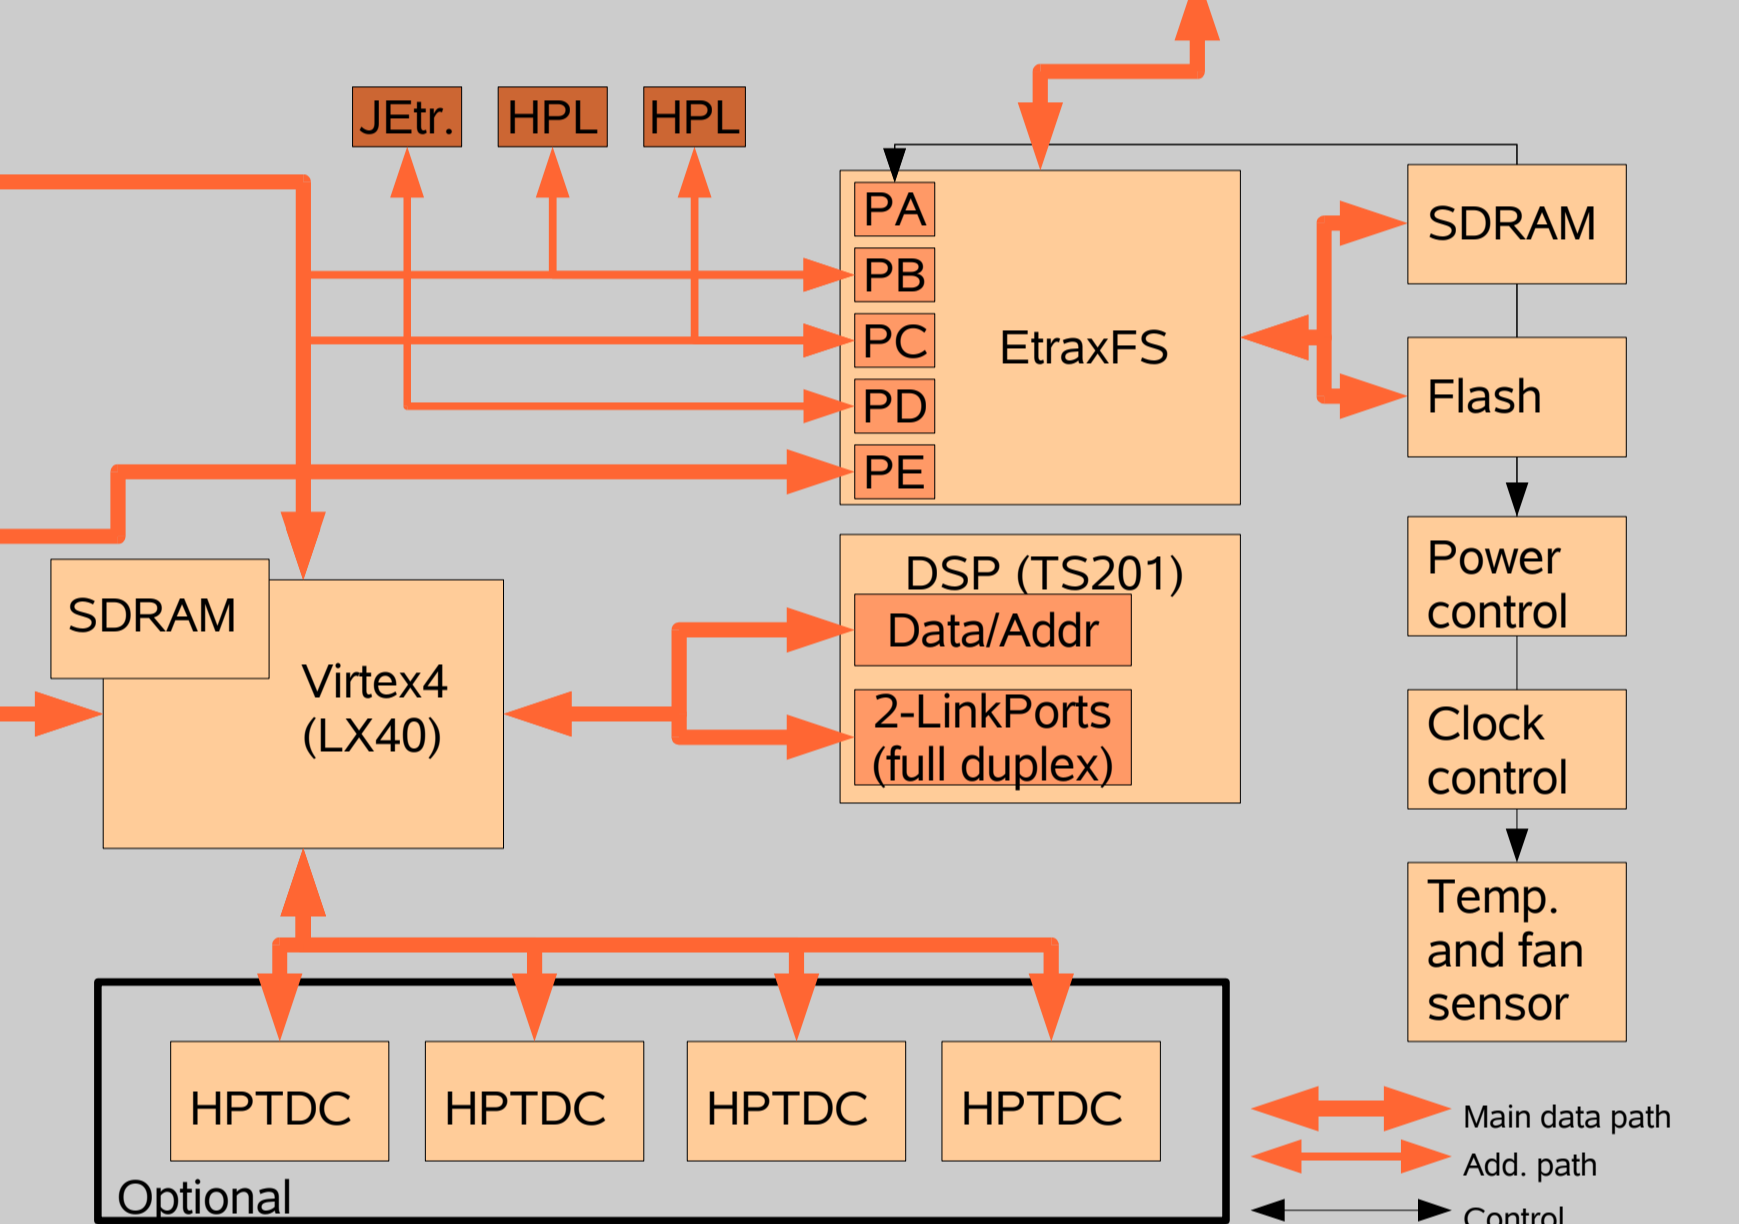 JEtr.
HPL
HPL
PA
PB
PC
PD
PE
EtraxFS
SDRAM
Flash
Power
control
Clock
control
Temp.
and fan
sensor
SDRAM
Virtex4
(LX40)
DSP (TS201)
Data/Addr
2-LinkPorts
(full duplex)
HPTDC
HPTDC
HPTDC
HPTDC
Optional
Main data path
Add. path
Control